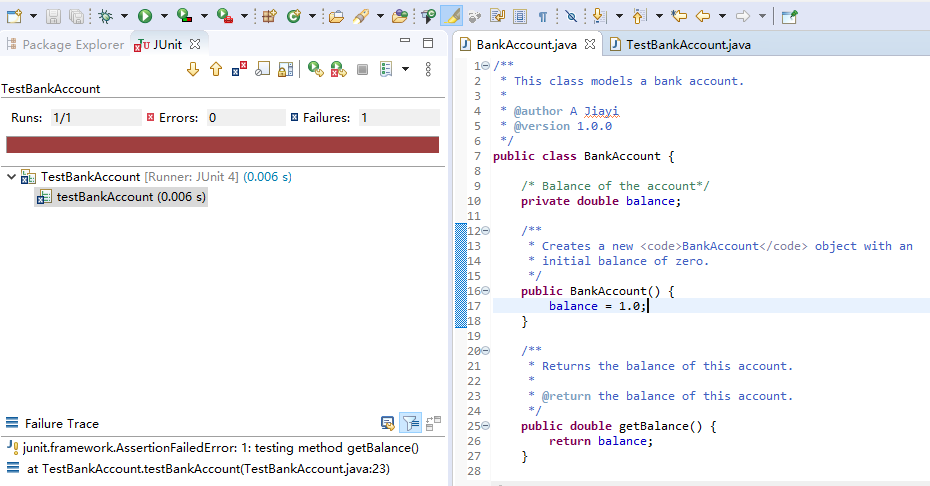 Package Explorer
JUnit
TestBankAccount
Runs: 1/1
Errors: 0
Failures: 1
TestBankAccount [Runner: JUnit 4] (0.006 s)
testBankAccount (0.006 s)
Failure Trace
junit.framework.AssertionFailedError: 1: testing method getBalance()
at TestBankAccount.testBankAccount(TestBankAccount.java:23)
BankAccount.java
TestBankAccount.java
1 /**
2 * This class models a bank account.
3 *
4 * @author A Jiayi
5 * @version 1.0.0
6 */
7 public class BankAccount {
8
9 /* Balance of the account*/
10 private double balance;
11
12 /**
13 * Creates a new <code>BankAccount</code> object with an
14 * initial balance of zero.
15 */
16 public BankAccount() {
17 balance = 1.0;
18 }
19
20 /**
21 * Returns the balance of this account.
22 *
23 * @return the balance of this account.
24 */
25 public double getBalance() {
26 return balance;
27 }
28